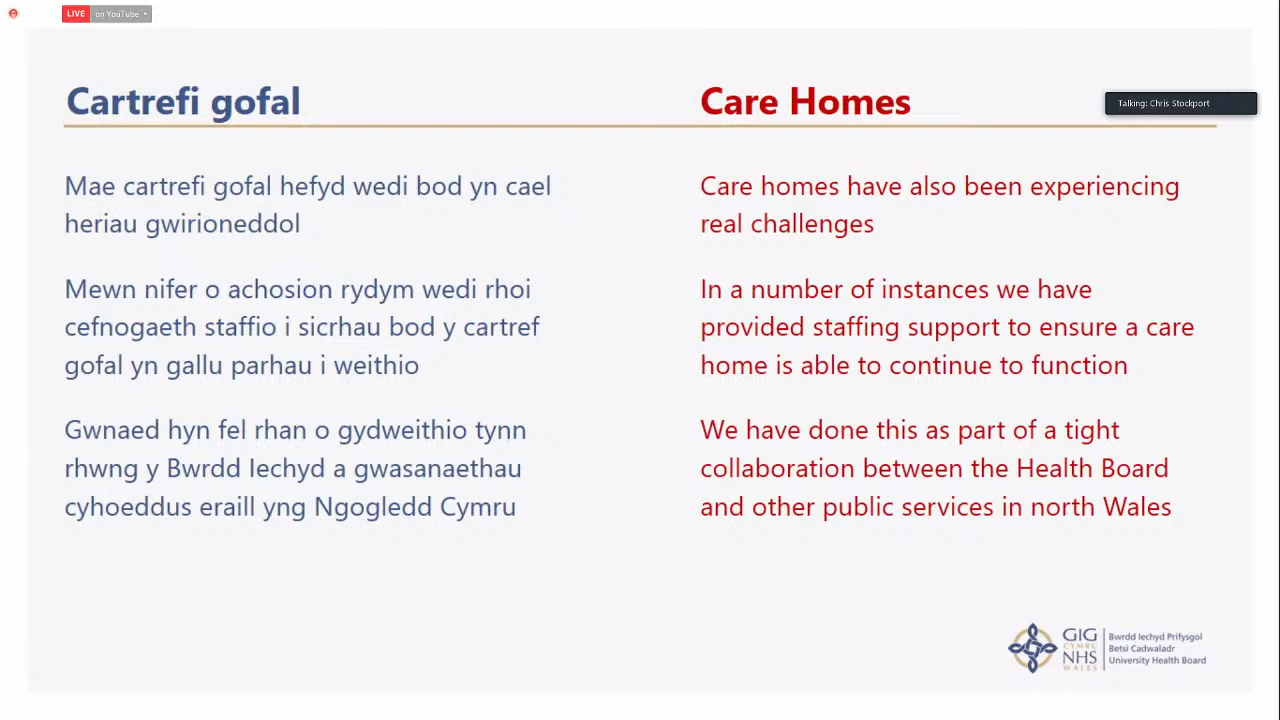 LIVE on YouTube
Cartrefi gofal
Care Homes
Talking: Chris Stockport
Mae cartrefi gofal hefyd wedi bod yn cael
heriau gwirioneddol
Mewn nifer o achosion rydym wedi rhoi
cefnogaeth staffio i sicrhau bod y cartref
gofal yn gallu parhau i weithio
Gwnaed hyn fel rhan o gydweithio tynn
rhwng y Bwrdd Iechyd a gwasanaethau
cyhoeddus eraill yng Ngogledd Cymru
Care homes have also been experiencing
real challenges
In a number of instances we have
provided staffing support to ensure a care
home is able to continue to function
We have done this as part of a tight
collaboration between the Health Board
and other public services in north Wales
GIG
CYMRU
NHS
WALES
Bwrdd Iechyd Prifysgol
Betsi Cadwaladr
University Health Board